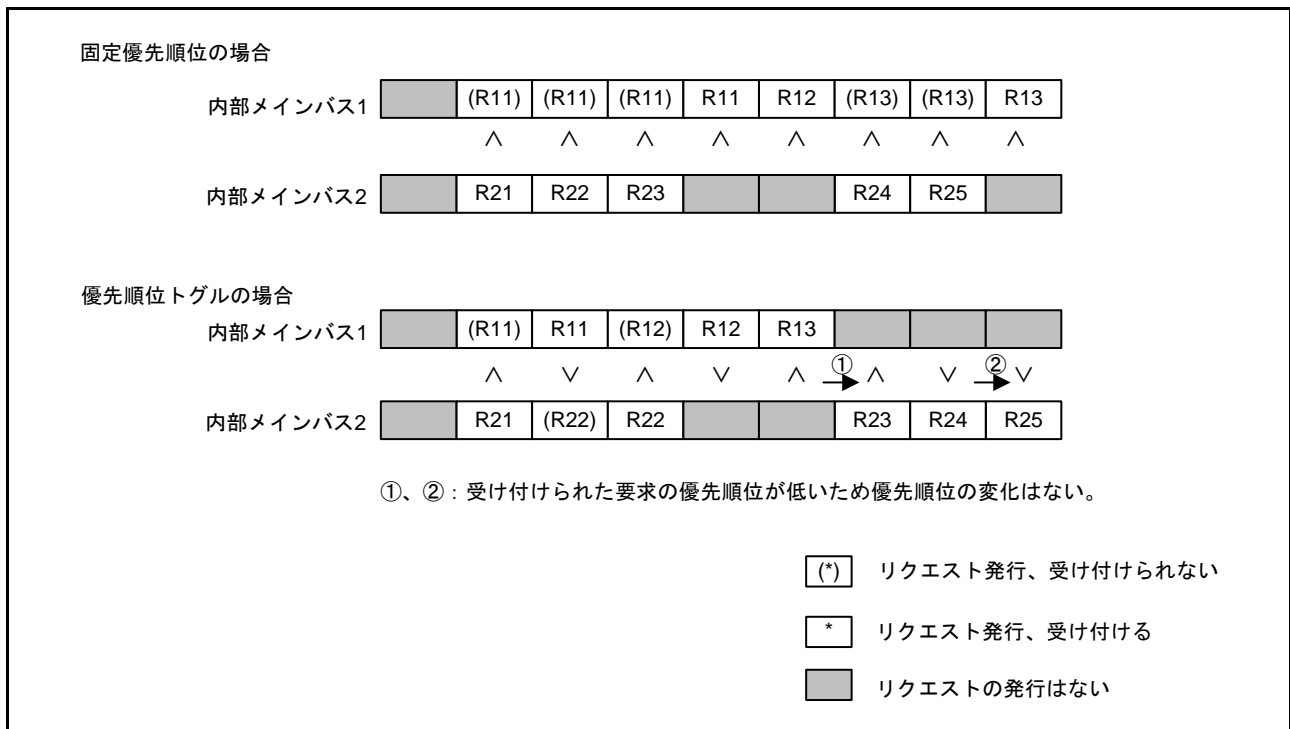 固定優先順位の場合
内部メインバス1 (R11) (R11) (R11) R11 R12 (R13) (R13) R13
∧ ∧ ∧ ∧ ∧ ∧ ∧ ∧
内部メインバス2 R21 R22 R23 R24 R25
優先順位トグルの場合
内部メインバス1 (R11) R11 (R12) R12 R13
∧ ∨ ∧ ∨ ∧ ① ∧ ∨ ② ∨
内部メインバス2 R21 (R22) R22 R23 R24 R25
①、②：受け付けられた要求の優先順位が低いため優先順位の変化はない。
(*) リクエスト発行、受け付けられない
* リクエスト発行、受け付ける
リクエストの発行はない